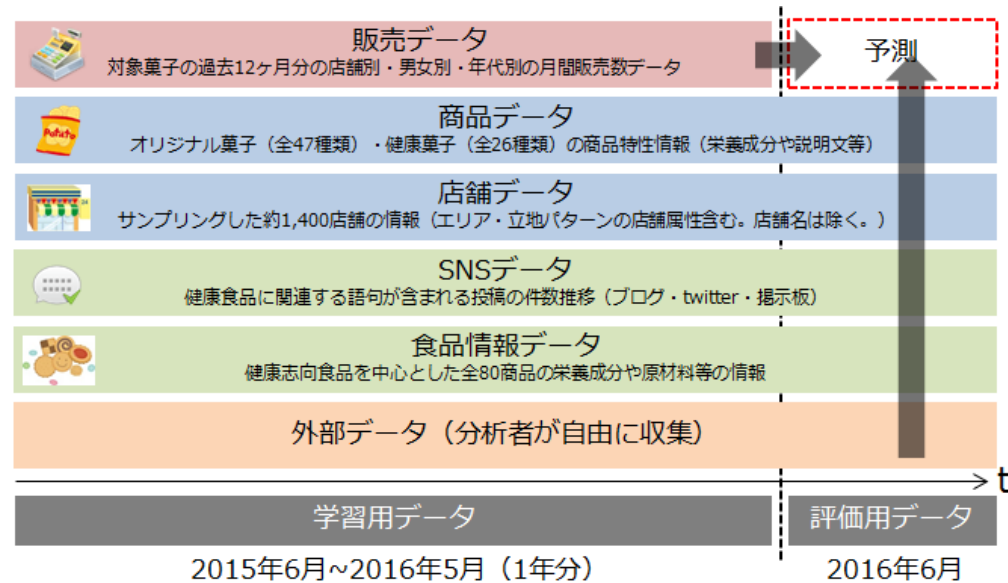 販売データ
対象菓子の過去12ヶ月分の店舗別・男女別・年代別の月間販売数データ
予測
Potato
商品データ
オリジナル菓子（全47種類）・健康菓子（全26種類）の商品特性情報（栄養成分や説明文等）
店舗データ
サンプリングした約1,400店舗の情報（エリア・立地パターンの店舗属性含む。店舗名は除く。）
SNSデータ
健康食品に関連する語句が含まれる投稿の件数推移（ブログ・twitter・掲示板）
食品情報データ
健康志向食品を中心とした全80商品の栄養成分や原材料等の情報
外部データ（分析者が自由に収集）
t
学習用データ
評価用データ
2015年6月~2016年5月（1年分）
2016年6月